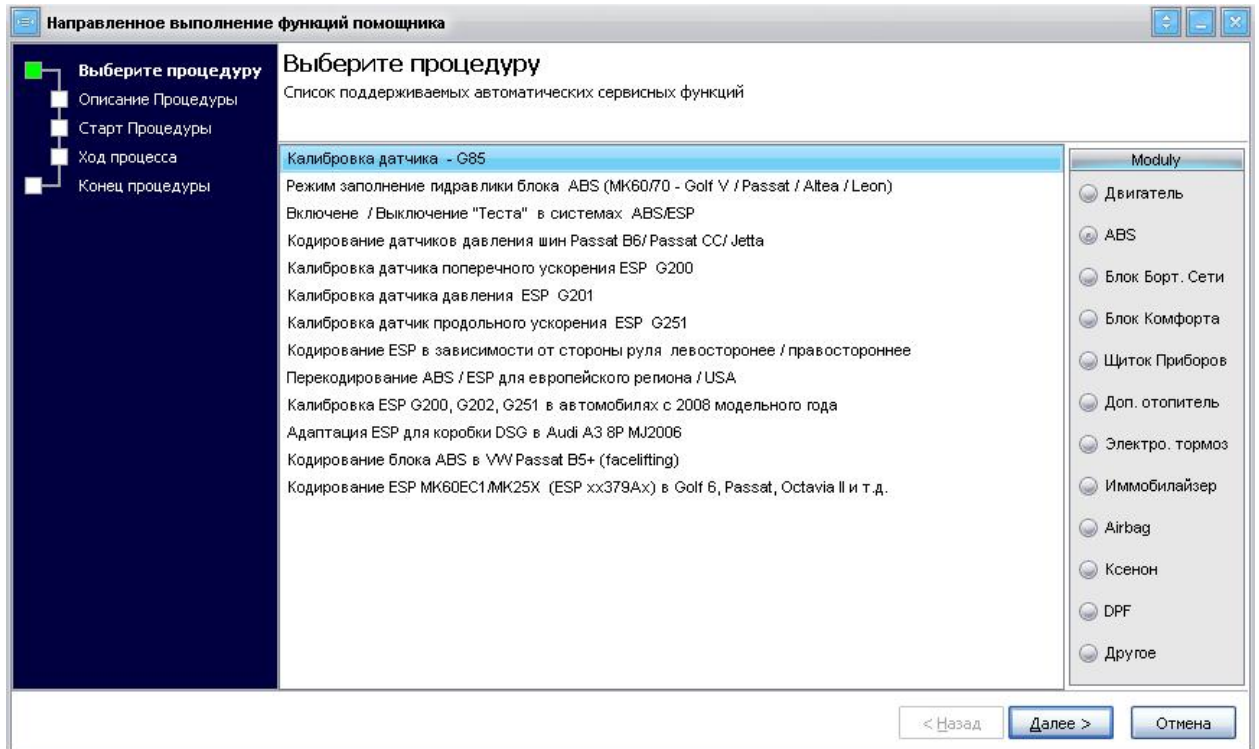 Направленное выполнение функций помощника
Выберите процедуру
Описание Процедуры
Старт Процедуры
Ход процесса
Конец процедуры
Выберите процедуру
Список поддерживаемых автоматических сервисных функций
Калибровка датчика - G85
Режим заполнение гидравлики блока ABS (MK60/70 - Golf V / Passat / Altea / Leon)
Включене / Выключение "Теста" в системах ABS/ESP
Кодирование датчиков давления шин Passat B6/ Passat CC/ Jetta
Калибровка датчика поперечного ускорения ESP G200
Калибровка датчика давления ESP G201
Калибровка датчик продольного ускорения ESP G251
Кодирование ESP в зависимости от стороны руля левосторонее / правостороннее
Перекодирование ABS / ESP для европейского региона / USA
Калибровка ESP G200, G202, G251 в автомобилях с 2008 модельного года
Адаптация ESP для коробки DSG в Audi A3 8P MJ2006
Кодирование блока ABS в VW Passat B5+ (facelifting)
Кодирование ESP MK60EC1/MK25X (ESP xx379Ax) в Golf 6, Passat, Octavia II и т.д.
Moduly
Двигатель
ABS
Блок Борт. Сети
Блок Комфорта
Щиток Приборов
Доп. отопитель
Электро. тормоз
Иммобилайзер
Airbag
Ксенон
DPF
Другое
< Назад
Далее >
Отмена